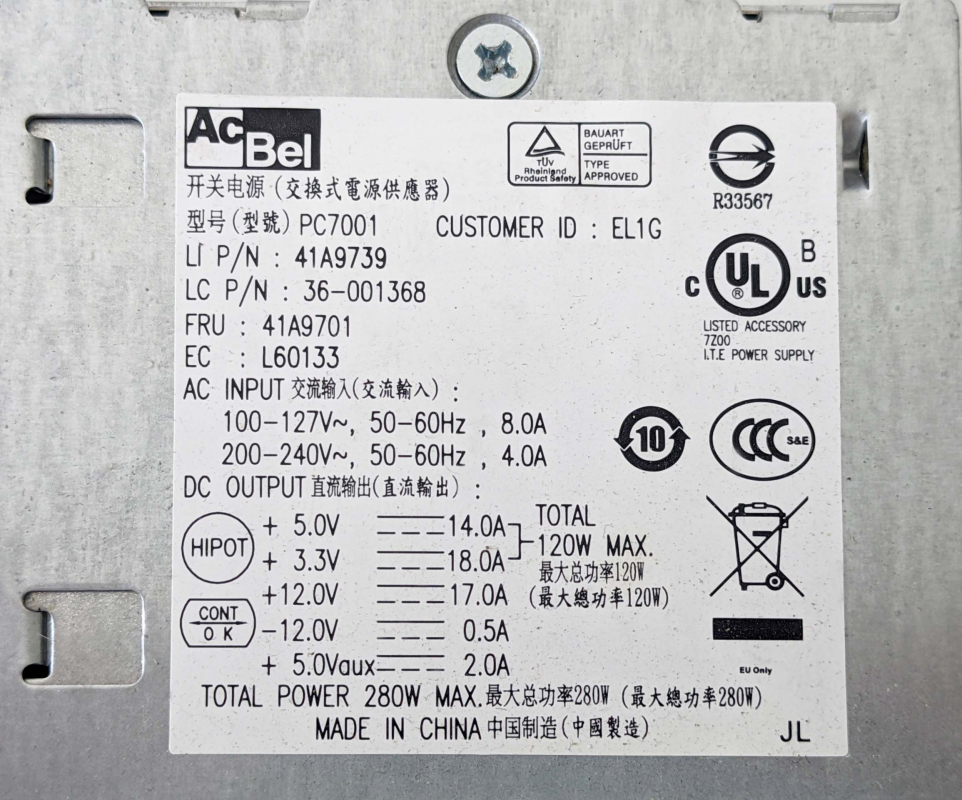 AcBel
开关电源 (交換式電源供應器)
型号(型號) PC7001 CUSTOMER ID : EL1G
LI P/N : 41A9739
LC P/N : 36-001368
FRU : 41A9701
EC : L60133
AC INPUT 交流输入(交流輸入) :
100-127V~, 50-60Hz , 8.0A
200-240V~, 50-60Hz , 4.0A
DC OUTPUT 直流输出(直流輸出) :
HIPOT
CONT
OK
+ 5.0V 14.0A
+ 3.3V 18.0A
+12.0V 17.0A
-12.0V 0.5A
+ 5.0Vaux 2.0A
TOTAL
120W MAX.
最大总功率120W
(最大總功率120W)
TOTAL POWER 280W MAX.最大总功率280W (最大總功率280W)
MADE IN CHINA 中国制造(中國製造)
TÜV
Rheinland
Product Safety
BAUART
GEPRÜFT
TYPE
APPROVED
R33567
C UL ® US B
LISTED ACCESSORY
7Z00
I.T.E POWER SUPPLY
10
CCC S&E
EU Only
JL